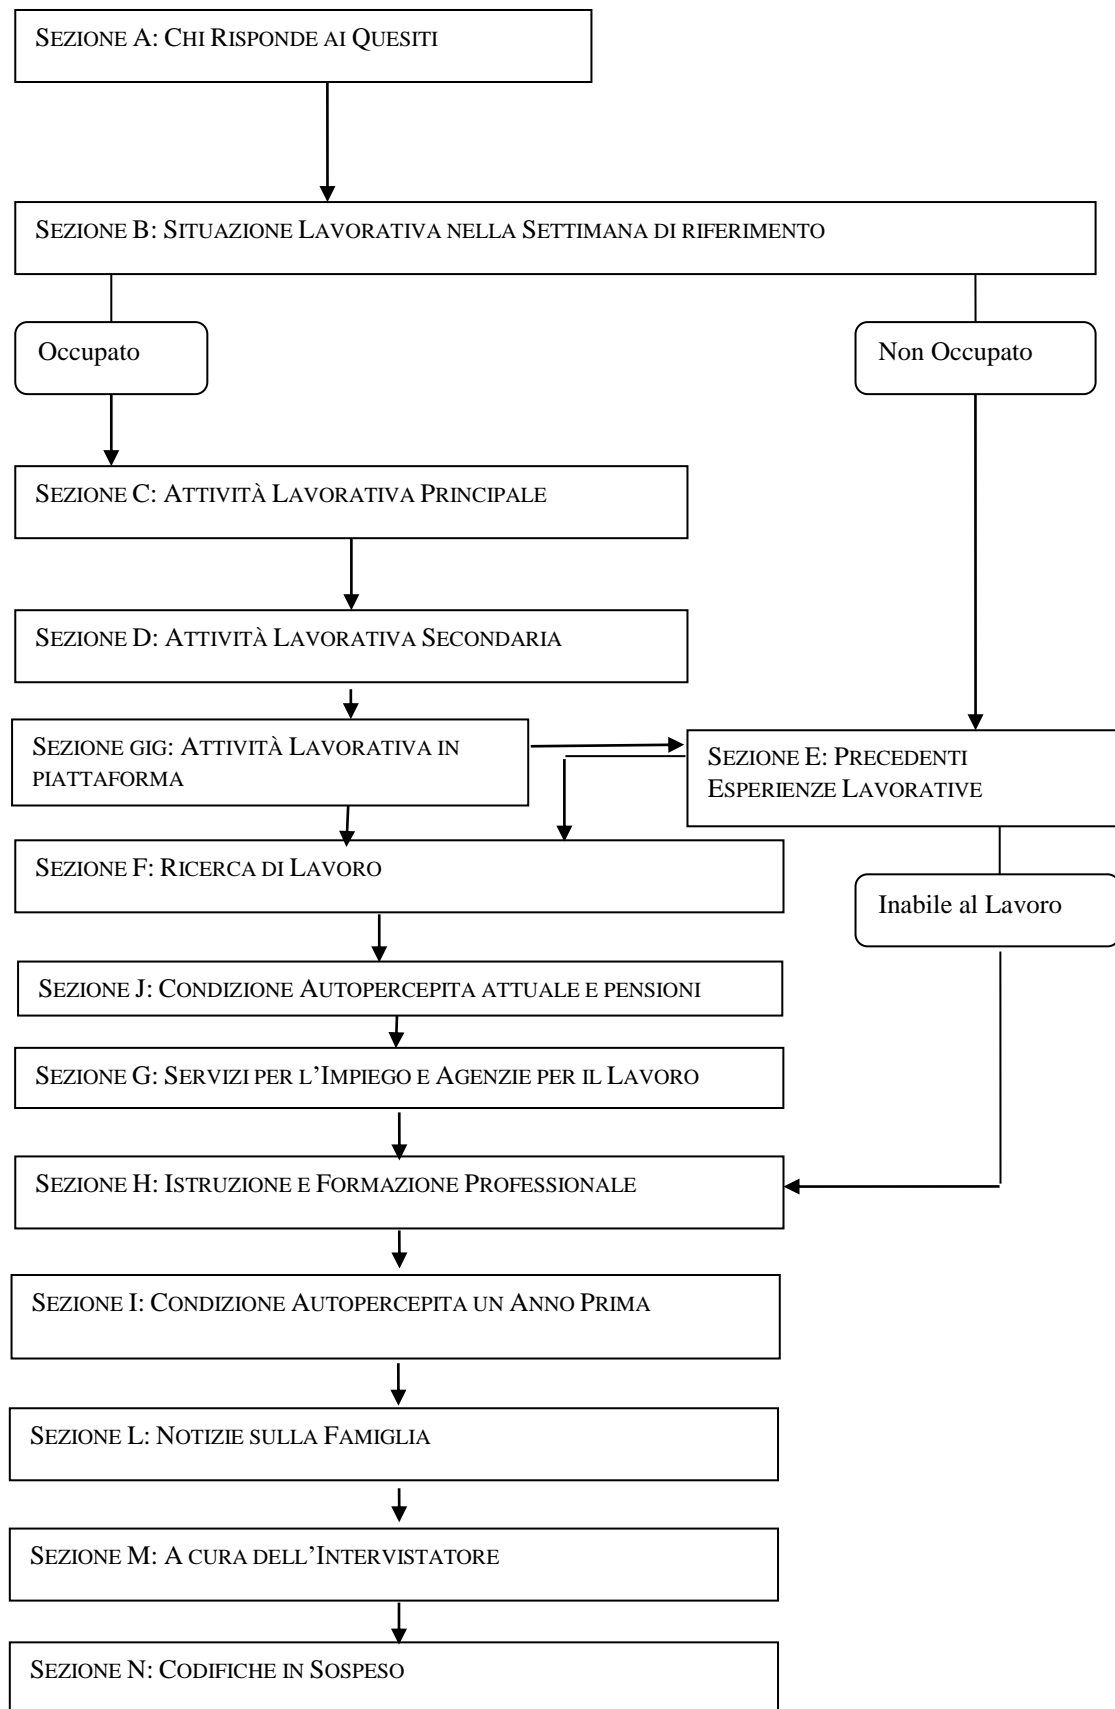 SEZIONE A: CHI RISPONDE AI QUESITI
SEZIONE B: SITUAZIONE LAVORATIVA NELLA SETTIMANA DI RIFERIMENTO
Occupato
Non Occupato
SEZIONE C: ATTIVITÀ LAVORATIVA PRINCIPALE
SEZIONE D: ATTIVITÀ LAVORATIVA SECONDARIA
SEZIONE GIG: ATTIVITÀ LAVORATIVA IN
PIATTAFORMA
SEZIONE E: PRECEDENTI
ESPERIENZE LAVORATIVE
SEZIONE F: RICERCA DI LAVORO
Inabile al Lavoro
SEZIONE J: CONDIZIONE AUTOPERCEPITA ATTUALE E PENSIONI
SEZIONE G: SERVIZI PER L'IMPIEGO E AGENZIE PER IL LAVORO
SEZIONE H: ISTRUZIONE E FORMAZIONE PROFESSIONALE
SEZIONE I: CONDIZIONE AUTOPERCEPITA UN ANNO PRIMA
SEZIONE L: NOTIZIE SULLA FAMIGLIA
SEZIONE M: A CURA DELL'INTERVISTATORE
SEZIONE N: CODIFICHE IN SOSPESO